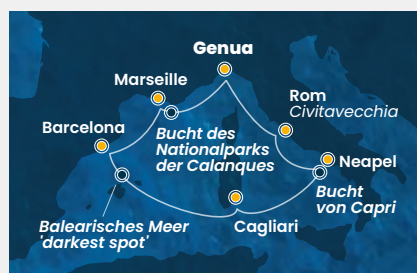 Genua
Marseille
Rom
Civitavecchia
Barcelona
Bucht des
Nationalparks
der Calanques
Neapel
Bucht
von Capri
Balearisches Meer
'darkest spot'
Cagliari